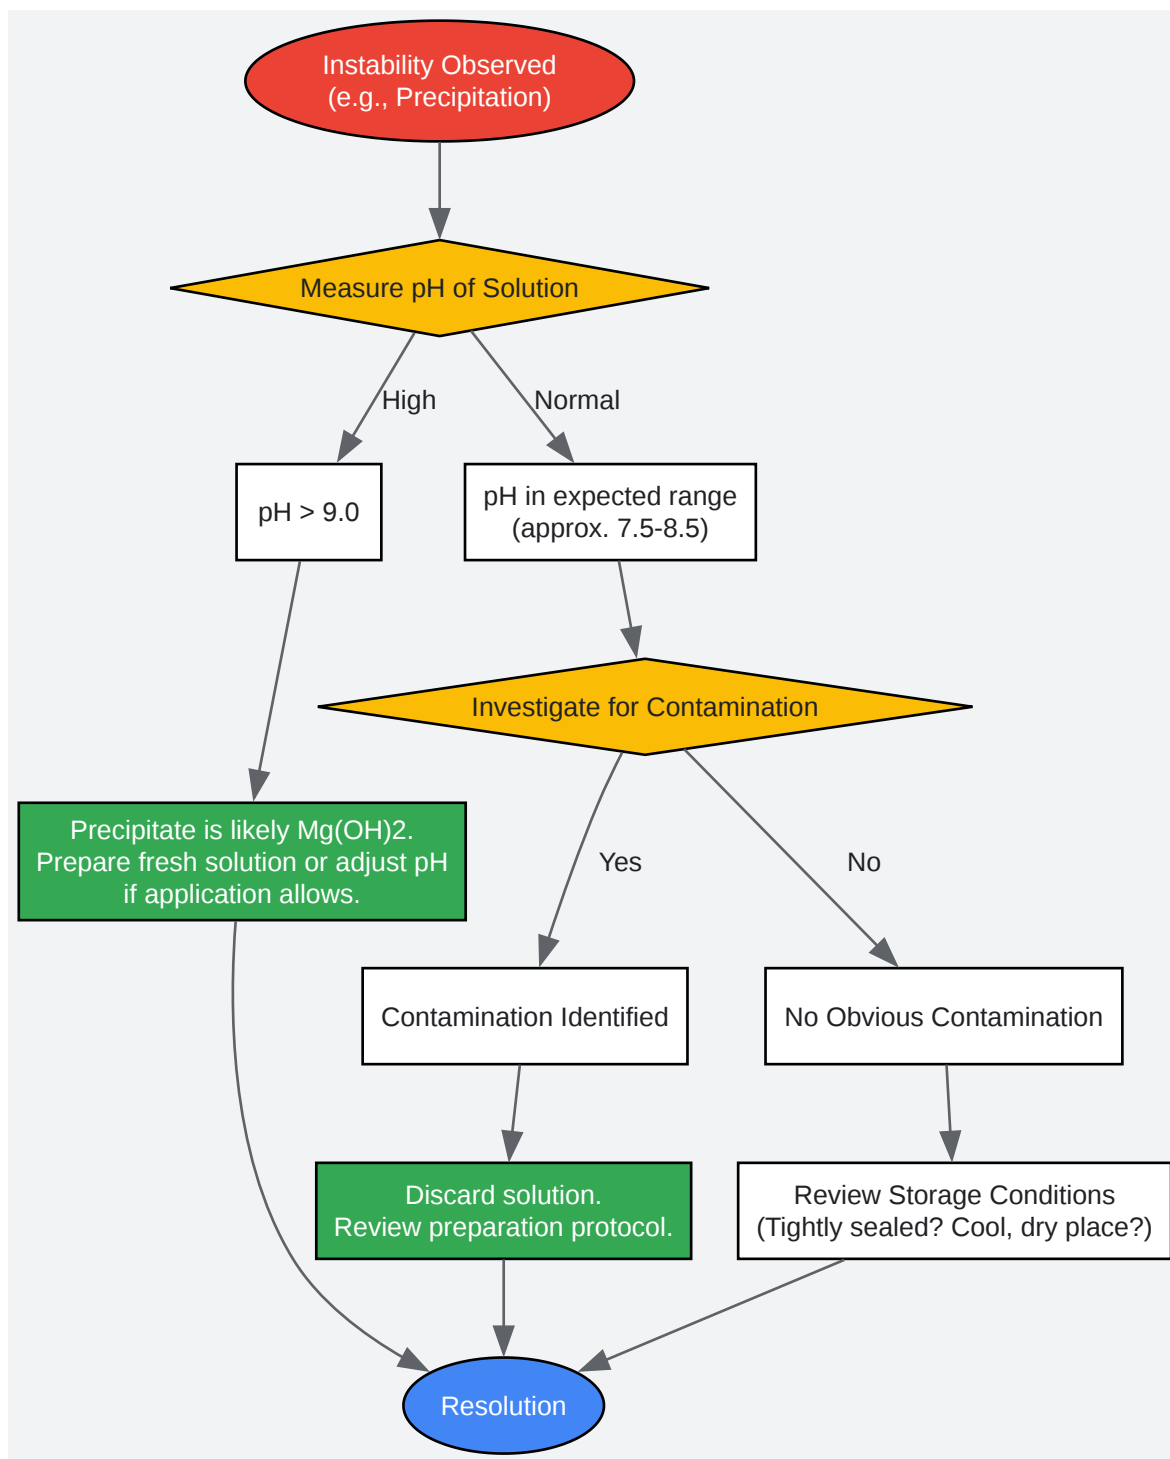 Instability Observed
(e.g., Precipitation)
Measure pH of Solution
High
Normal
pH > 9.0
pH in expected range
(approx. 7.5-8.5)
Investigate for Contamination
Precipitate is likely Mg(OH)2.
Prepare fresh solution or adjust pH
if application allows.
Yes
No
Contamination Identified
No Obvious Contamination
Discard solution.
Review preparation protocol.
Review Storage Conditions
(Tightly sealed? Cool, dry place?)
Resolution